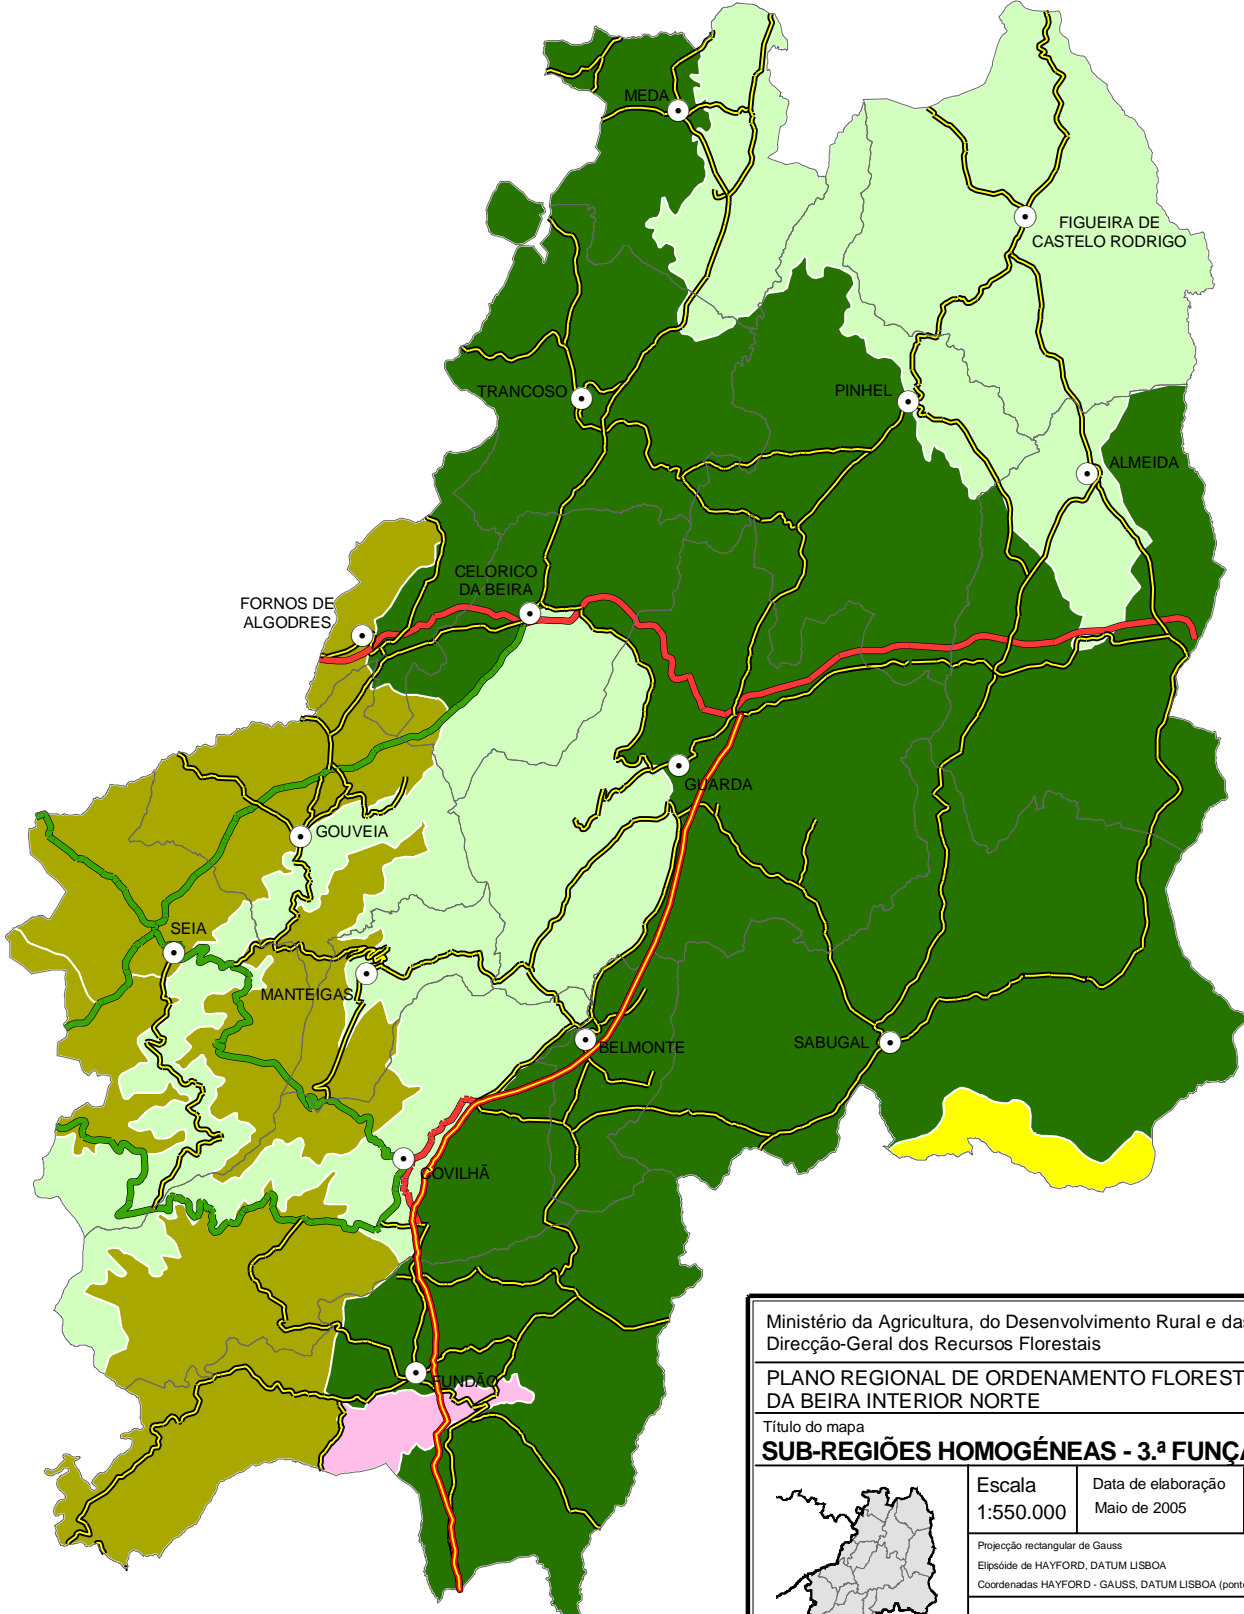 MEDA
FIGUEIRA DE
CASTELO RODRIGO
TRANCOSO
PINHEL
ALMEIDA
CELORICO
DA BEIRA
FORNOS DE
ALGODRES
GUARDA
GOUVEIA
SEIA
MANTEIGAS
BELMONTE
SABUGAL
COVILHÃ
FUNDÃO
Ministério da Agricultura, do Desenvolvimento Rural e da
Direcção-Geral dos Recursos Florestais
PLANO REGIONAL DE ORDENAMENTO FLOREST
DA BEIRA INTERIOR NORTE
Título do mapa
SUB-REGIÕES HOMOGÉNEAS - 3.ª FUNÇ
Escala
1:550.000
Data de elaboração
Maio de 2005
Projecção rectangular de Gauss
Elipsóide de HAYFORD, DATUM LISBOA
Coordenadas HAYFORD - GAUSS, DATUM LISBOA (pont